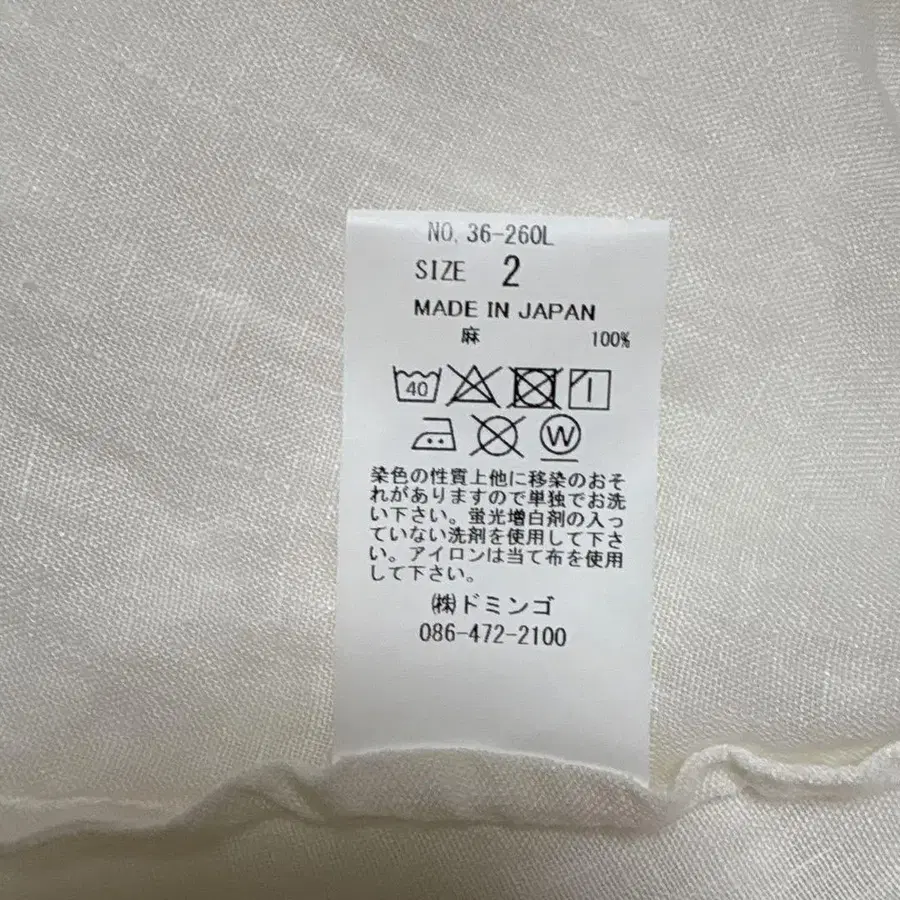 NO. 36-260L
SIZE 2
MADE IN JAPAN
麻 100%
40
W
染色の性質上他に移染のおそ
れがありますので単独でお洗
い下さい。蛍光増白剤の入っ
ていない洗剤を使用して下さ
い。アイロンは当て布を使用
して下さい。
㈱ドミンゴ
086-472-2100